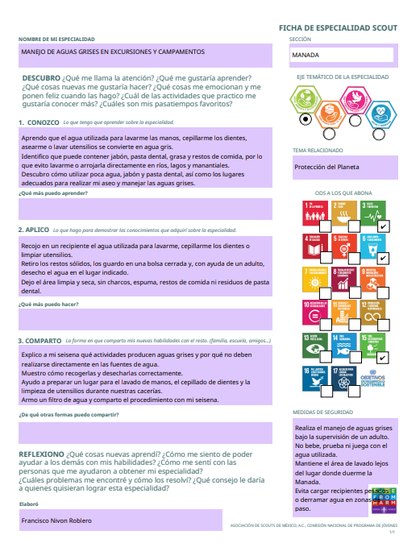 FICHA DE ESPECIALIDAD SCOUT
NOMBRE DE MI ESPECIALIDAD
MANEJO DE AGUAS GRISES EN EXCURSIONES Y CAMPAMENTOS
SECCIÓN
MANADA
DESCUBRO ¿Qué me llama la atención? ¿Qué me gustaría aprender?
¿Qué cosas nuevas me gustaría hacer? ¿Qué cosas me emocionan y me
ponen feliz cuando las hago? ¿Cuál de las actividades que practico me
gustaría conocer más? ¿Cuáles son mis pasatiempos favoritos?
EJE TEMÁTICO DE LA ESPECIALIDAD
1. CONOZCO Lo que tengo que aprender sobre la especialidad.
Aprendo que el agua utilizada para lavarme las manos, cepillarme los dientes,
asearme o lavar utensilios se convierte en agua gris.
Identifico que puede contener jabón, pasta dental, grasa y restos de comida, por lo
que evito lavarme o arrojarla directamente en ríos, lagos y manantiales.
Descubro cómo utilizar poca agua, jabón y pasta dental, así como los lugares
adecuados para realizar mi aseo y manejar las aguas grises.
¿Qué más puedo aprender?
TEMA RELACIONADO
Protección del Planeta
ODS A LOS QUE ABONA
2. APLICO Lo que hago para demostrar los conocimientos que adquirí sobre la especialidad.
Recojo en un recipiente el agua utilizada para lavarme, cepillarme los dientes o
limpiar utensilios.
Retiro los restos sólidos, los guardo en una bolsa cerrada y, con ayuda de un adulto,
desecho el agua en el lugar indicado.
Dejo el área limpia y seca, sin charcos, espuma, restos de comida ni residuos de pasta
dental.
¿Qué más puedo hacer?
3. COMPARTO La forma en que comparto mis nuevas habilidades con el resto. (familia, escuela, amigos...)
Explico a mi seisena qué actividades producen aguas grises y por qué no deben
realizarse directamente en las fuentes de agua.
Muestro cómo recogerlas y desecharlas correctamente.
Ayudo a preparar un lugar para el lavado de manos, el cepillado de dientes y la
limpieza de utensilios durante nuestras cacerías.
Armo un filtro de agua y comparto el procedimiento con mi seisena.
¿De qué otras formas puedo compartir?
MEDIDAS DE SEGURIDAD
Realiza el manejo de aguas grises
bajo la supervisión de un adulto.
No bebe, prueba ni juega con el
agua utilizada.
Mantiene el área de lavado lejos
del lugar donde duerme la
Manada.
Evita cargar recipientes pe
o derramar agua en zonas
paso.
REFLEXIONO ¿Qué cosas nuevas aprendí? ¿Cómo me siento de poder
ayudar a los demás con mis habilidades? ¿Cómo me sentí con las
personas que me ayudaron a obtener mi especialidad?
¿Cuáles problemas me encontré y cómo los resolví? ¿Qué consejo le daría
a quienes quisieran lograr esta especialidad?
Elaboró
Francisco Nivon Roblero
SAFE FROM HARM
ASOCIACIÓN DE SCOUTS DE MÉXICO, A.C., COMISIÓN NACIONAL DE PROGRAMA DE JÓVENES